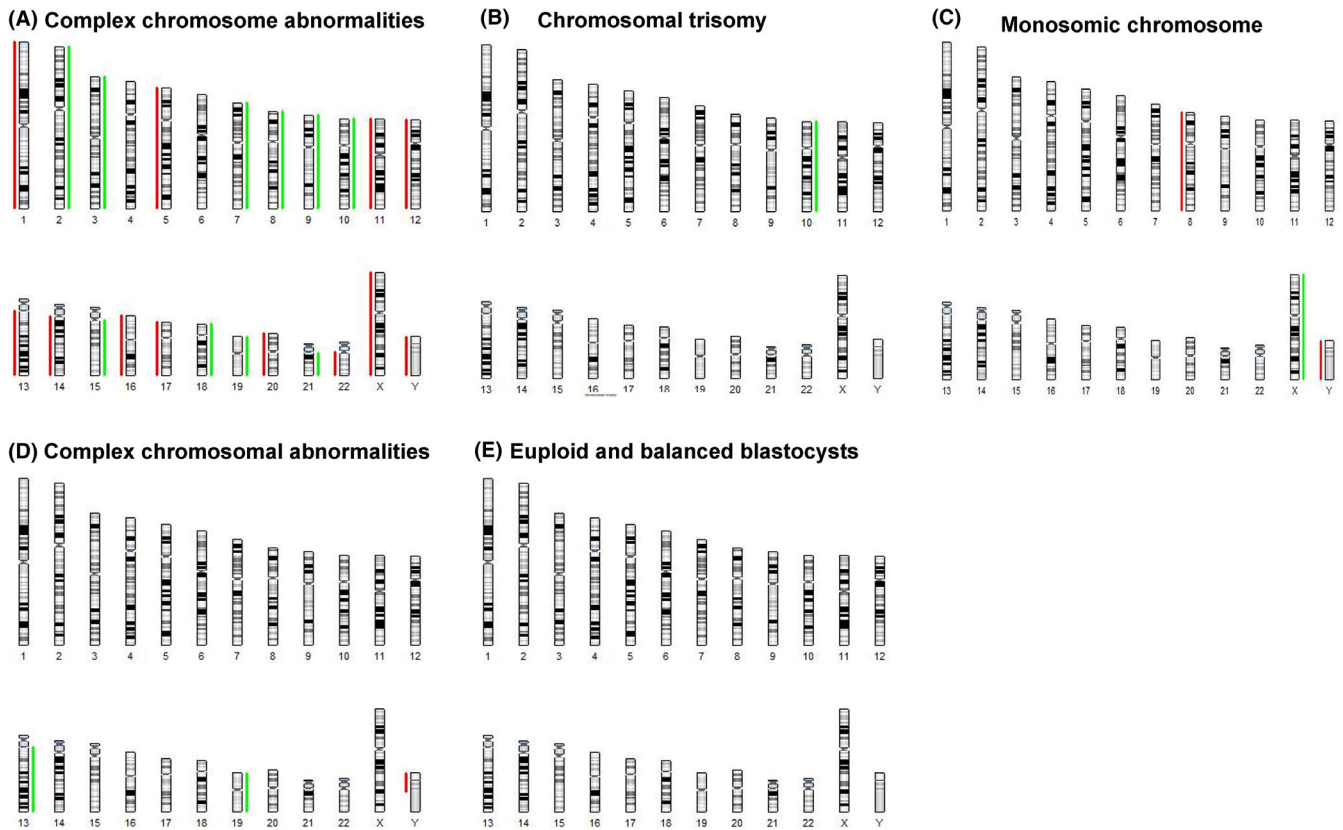 (A) Complex chromosome abnormalities
1 2 3 4 5 6 7 8 9 10 11 12
13 14 15 16 17 18 19 20 21 22 X Y
(B) Chromosomal trisomy
1 2 3 4 5 6 7 8 9 10 11 12
13 14 15 16 17 18 19 20 21 22 X Y
(C) Monosomic chromosome
1 2 3 4 5 6 7 8 9 10 11 12
13 14 15 16 17 18 19 20 21 22 X Y
(D) Complex chromosomal abnormalities
1 2 3 4 5 6 7 8 9 10 11 12
13 14 15 16 17 18 19 20 21 22 X Y
(E) Euploid and balanced blastocysts
1 2 3 4 5 6 7 8 9 10 11 12
13 14 15 16 17 18 19 20 21 22 X Y